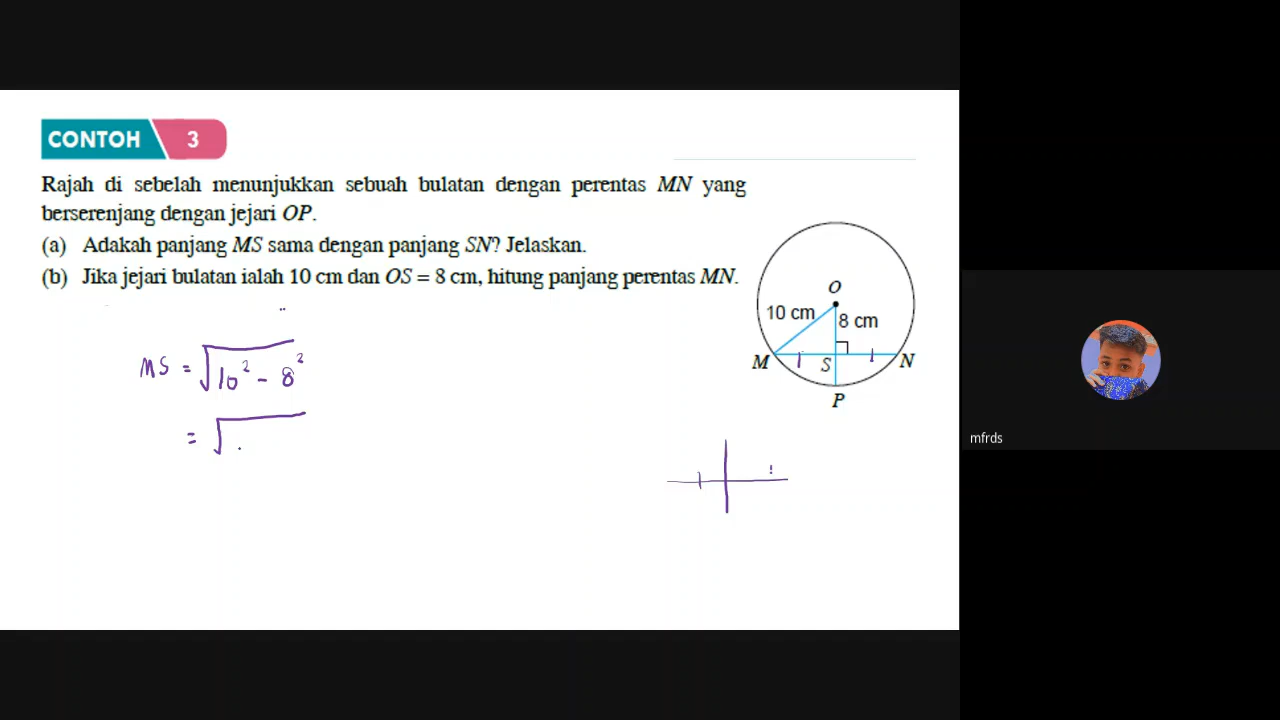 CONTOH 3
Rajah di sebelah menunjukkan sebuah bulatan dengan perentas MN yang
berserenjang dengan jejari OP.
(a) Adakah panjang MS sama dengan panjang SN? Jelaskan.
(b) Jika jejari bulatan ialah 10 cm dan OS = 8 cm, hitung panjang perentas MN.
O
10 cm
8 cm
M
S
N
P
MS = √10² - 8²
= √
mfrds